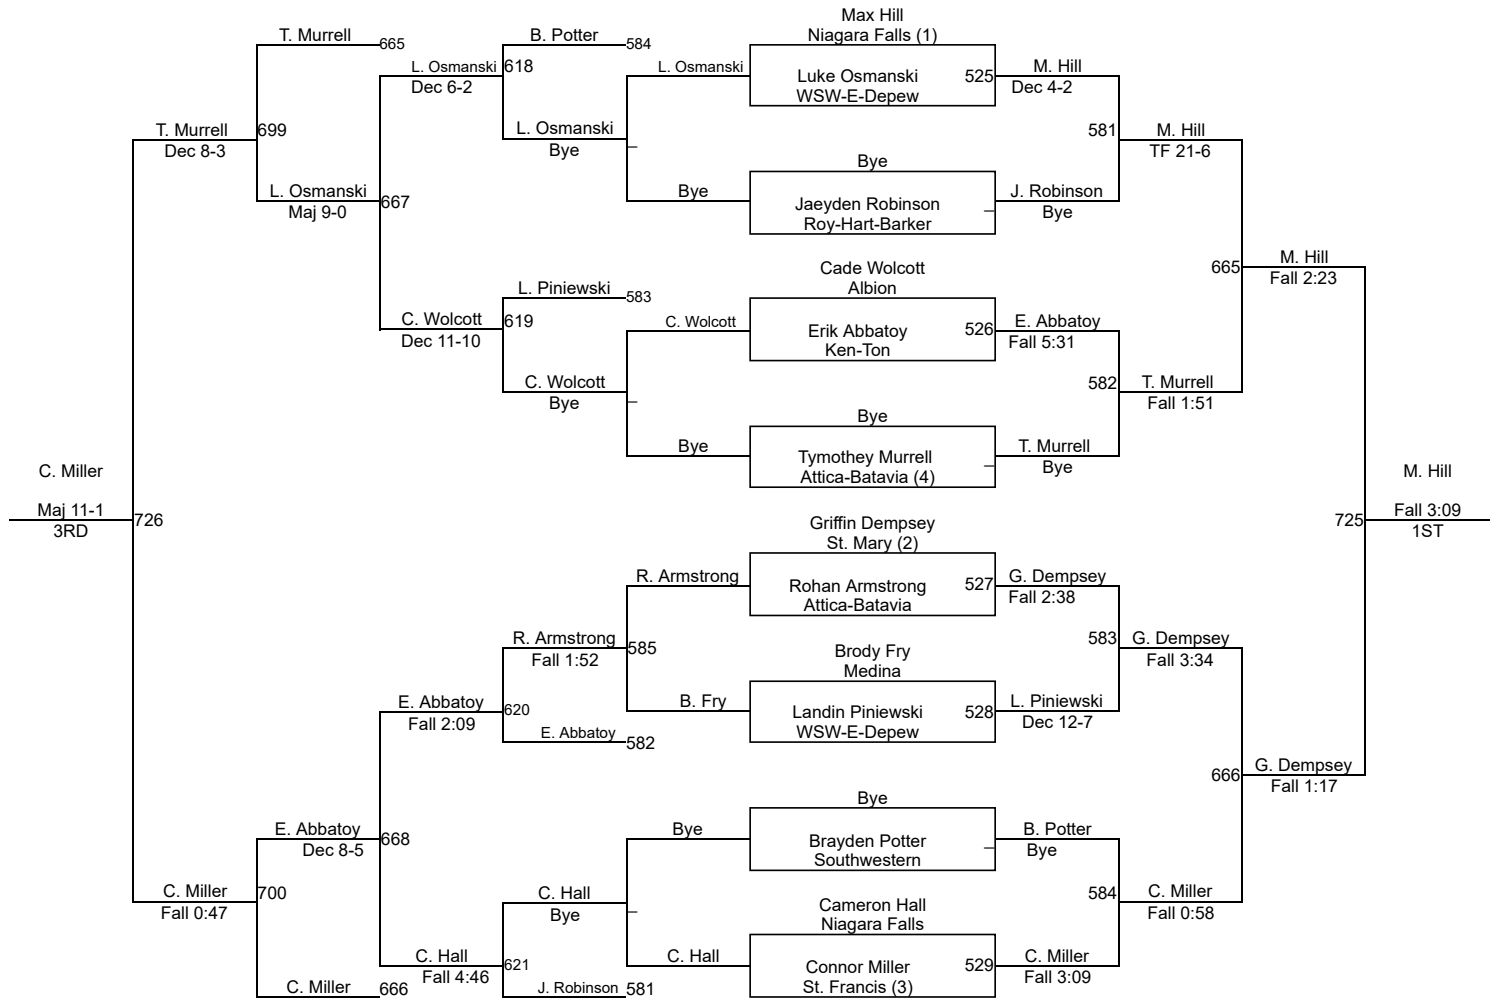 Max Hill
T. Murrell
B. Potter
Niagara Falls (1)
665
584
L. Osmanski
618
L. Osmanski
Luke Osmanski
525
M. Hill
Dec 6-2
WSW-E-Depew
Dec 4-2
T. Murrell
699
L. Osmanski
581
M. Hill
Dec 8-3
Bye
TF 21-6
Bye
L. Osmanski
667
Bye
Jaeyden Robinson
J. Robinson
Maj 9-0
Roy-Hart-Barker
Bye
Cade Wolcott
665
M. Hill
L. Piniewski
583
Albion
Fall 2:23
C. Wolcott
619
C. Wolcott
Erik Abbatoy
526
E. Abbatoy
Dec 11-10
Ken-Ton
Fall 5:31
C. Wolcott
582
T. Murrell
Bye
Fall 1:51
Bye
Bye
Tymothey Murrell
T. Murrell
Attica-Batavia (4)
Bye
C. Miller
M. Hill
Maj 11-1
726
725
Fall 3:09
3RD
1ST
Griffin Dempsey
St. Mary (2)
R. Armstrong
Rohan Armstrong
527
G. Dempsey
Attica-Batavia
Fall 2:38
R. Armstrong
585
Brody Fry
583
G. Dempsey
Fall 1:52
Medina
Fall 3:34
E. Abbatoy
620
B. Fry
Landin Piniewski
528
L. Piniewski
Fall 2:09
E. Abbatoy
582
WSW-E-Depew
Dec 12-7
666
G. Dempsey
Fall 1:17
Bye
E. Abbatoy
668
Bye
Brayden Potter
B. Potter
Dec 8-5
Southwestern
Bye
C. Miller
700
C. Hall
Cameron Hall
584
C. Miller
Fall 0:47
Bye
Niagara Falls
Fall 0:58
C. Hall
621
C. Hall
Connor Miller
529
C. Miller
Fall 4:46
St. Francis (3)
Fall 3:09
C. Miller
666
J. Robinson
581